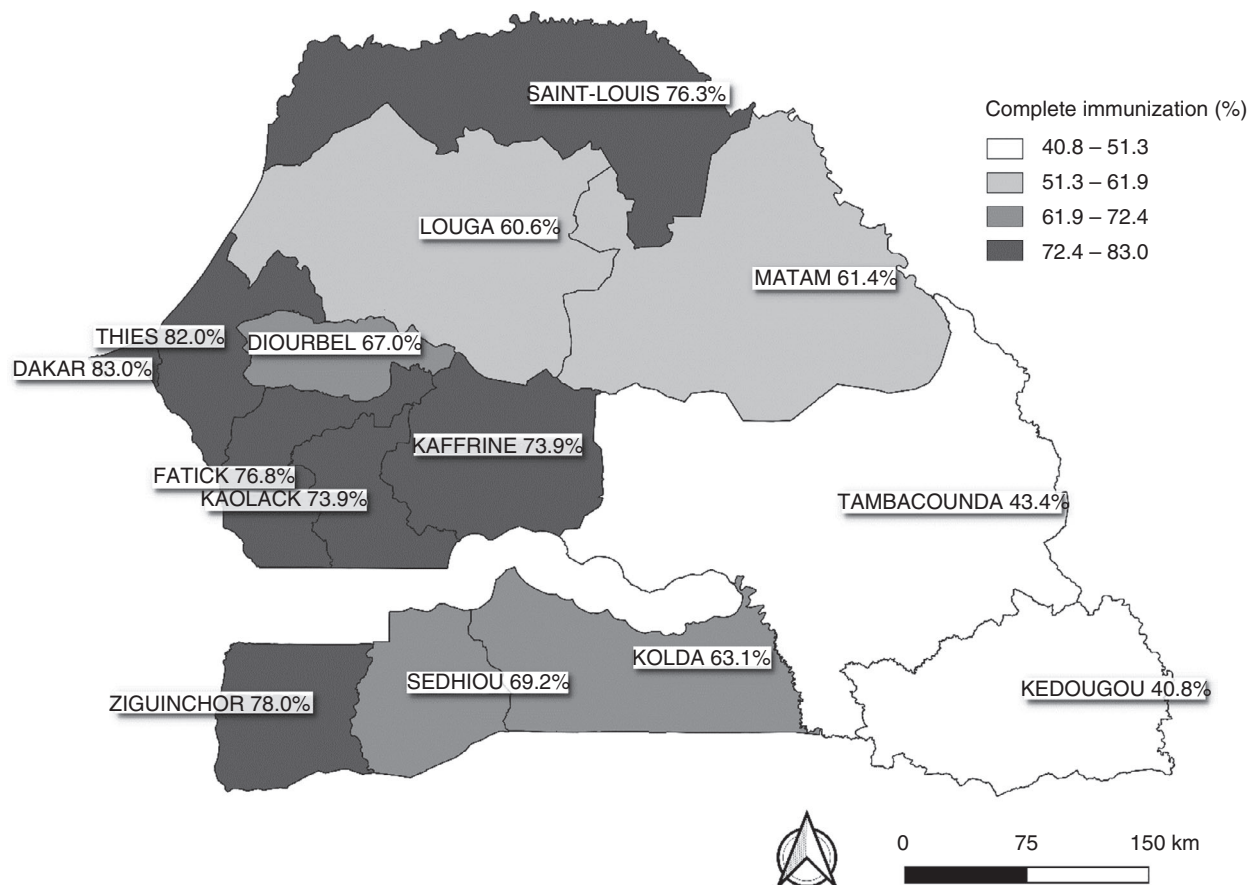 SAINT-LOUIS 76.3%
Complete immunization (%)
40.8 – 51.3
51.3 – 61.9
61.9 – 72.4
72.4 – 83.0
LOUGA 60.6%
MATAM 61.4%
THIES 82.0%
DIOURBEL 67.0%
DAKAR 83.0%
KAFFRINE 73.9%
FATICK 76.8%
KAOLACK 73.9%
TAMBACOUNDA 43.4%
KOLDA 63.1%
SEDHIOU 69.2%
ZIGUINCHOR 78.0%
KEDOUGOU 40.8%
0 75 150 km